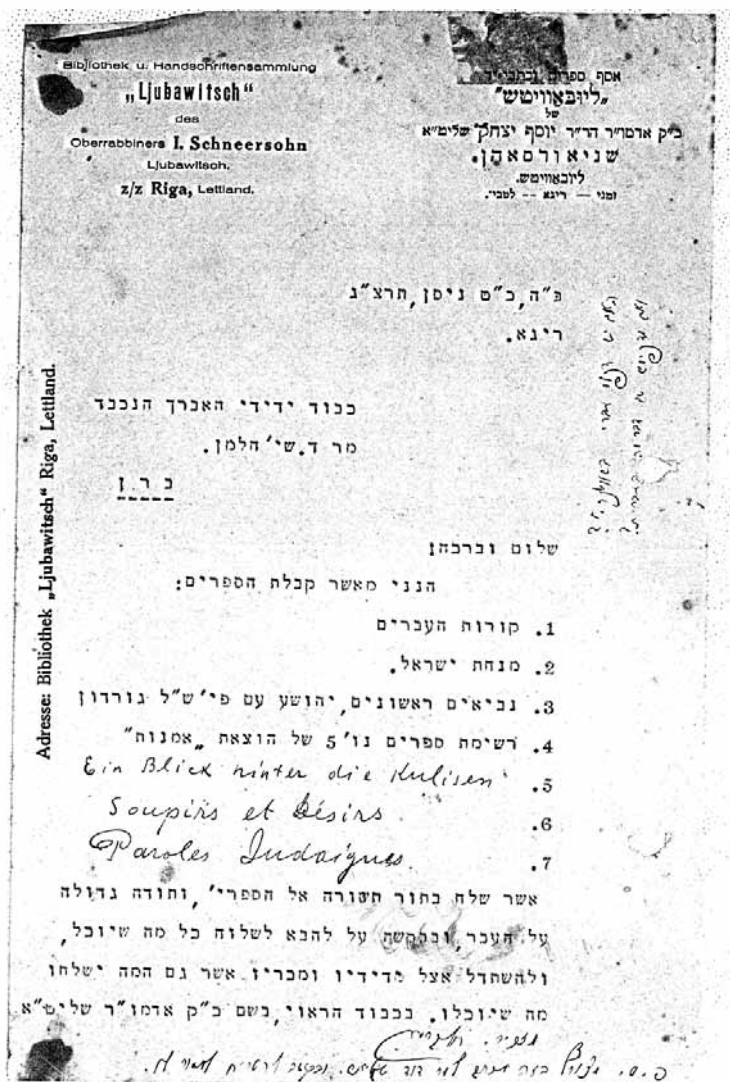 Bibliothek u. Handschriftensammlung
„Ljubawitsch“
des
Oberrabbiners I. Schneersohn
Ljubawitsch.
z/z Riga, Lettland.
אסף ספרים וכתבי יד
„ליובאוויטש“
של
כ"ק אדמו"ר הר"ר יוסף יצחק שליט"א
שניאורסאהן.
ליובאוויטש.
זמני — ריגא -- לטבי'.
Adresse: Bibliothek „Ljubawitsch“ Riga, Lettland.
ב"ה, כ"ט ניסן, תרצ"ג
ריגא.
כבוד ידידי האברך הנכבד
מר ד. שי' הלמן.
ב ר ן
שלום וברכה!
הנני מאשר קבלת הספרים:
1. קורות העברים
2. מנחת ישראל.
3. נביאים ראשונים, יהושע עם פי' ש"ל גורדון
4. רשימת ספרים נו' 5 של הוצאת „אמנות“
5. Ein Blick hinter die Kulisen
6. Soupirs et Désirs.
7. Paroles Judaïques.
אשר שלח בתור תשורה אל הספרי', ותודה גדולה
על העבר, ובבקשה על להבא לשלוח כל מה שיוכל,
ולהשתדל אצל מדידיו ומכריו אשר גם המה ישלחו
מה שיוכלו. בכבוד הראוי, בשם כ"ק אדמו"ר שליט"א
פ.ס.